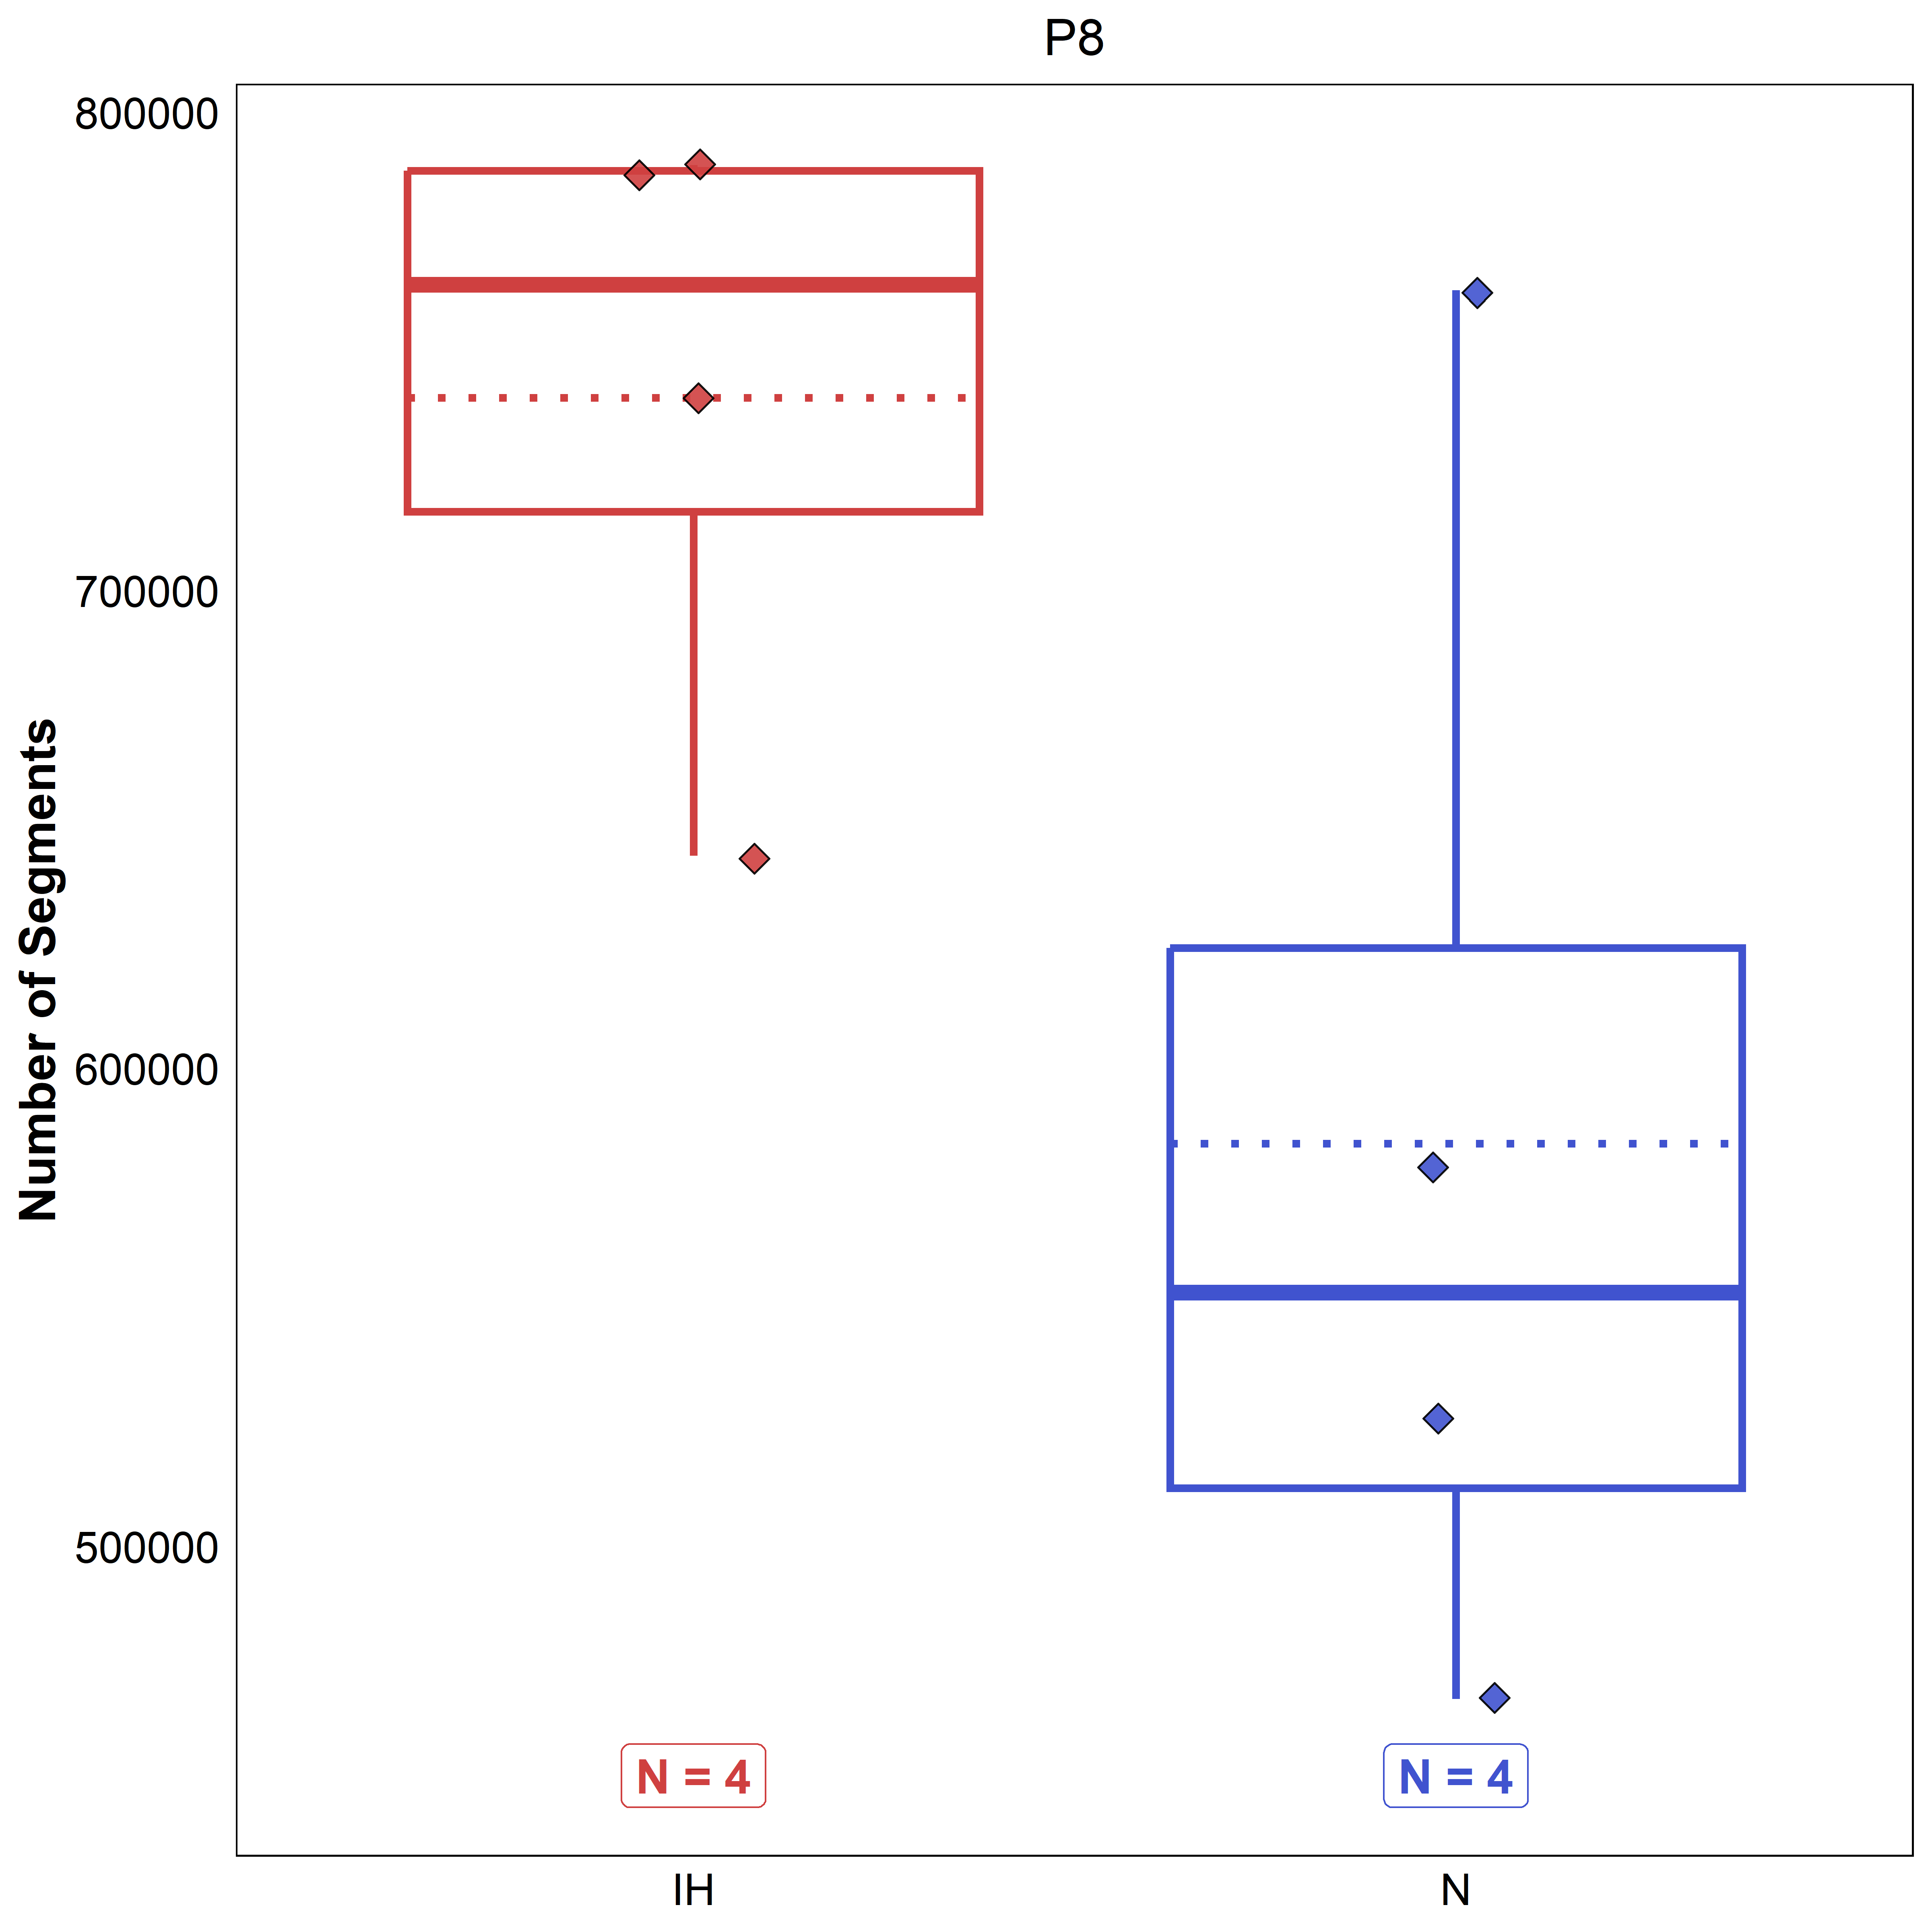 P8
800000
700000
600000
500000
Number of Segments
N = 4
N = 4
IH
N